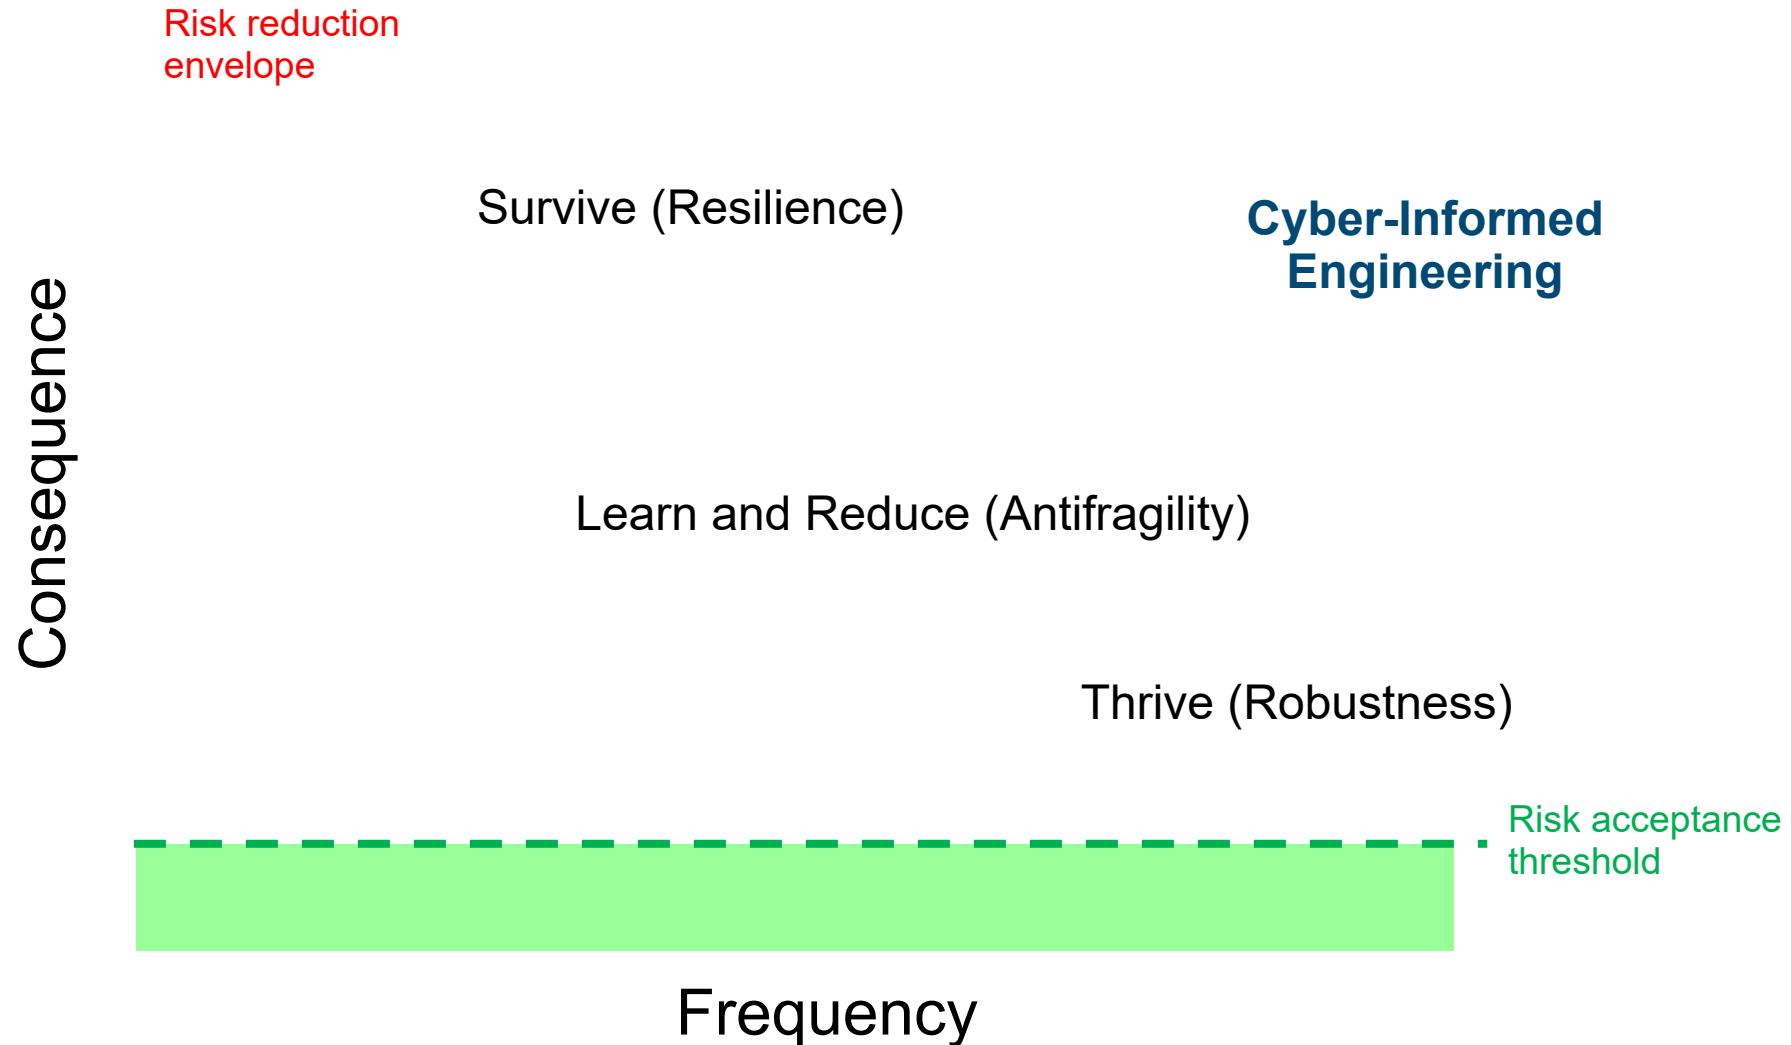 Risk reduction
envelope
Survive (Resilience)
Cyber-Informed
Engineering
Consequence
Learn and Reduce (Antifragility)
Thrive (Robustness)
Risk acceptance
threshold
Frequency